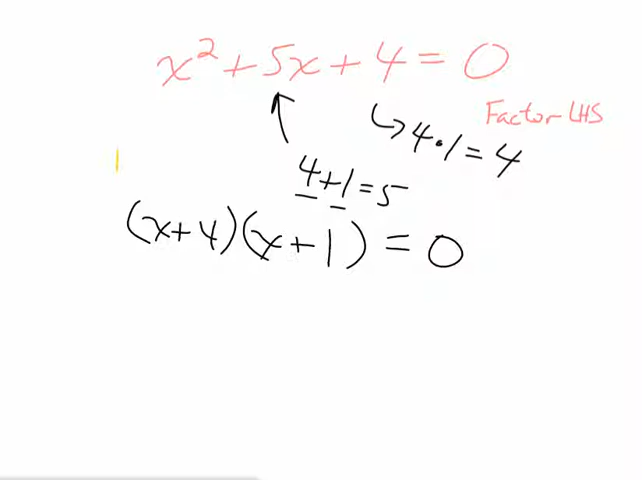 x² + 5x + 4 = 0
Factor LHS
4·1 = 4
4+1=5
(x+4)(x+1) = 0